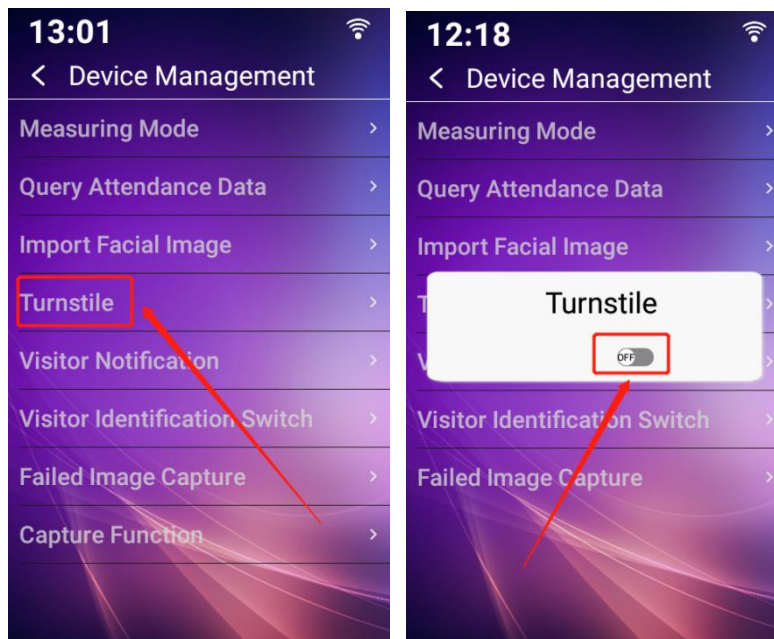 13:01
< Device Management
Measuring Mode >
Query Attendance Data >
Import Facial Image >
Turnstile >
Visitor Notification >
Visitor Identification Switch >
Failed Image Capture >
Capture Function >
12:18
< Device Management
Measuring Mode >
Query Attendance Data >
Import Facial Image >
T
Turnstile
V
OFF
Visitor Identification Switch >
Failed Image Capture >